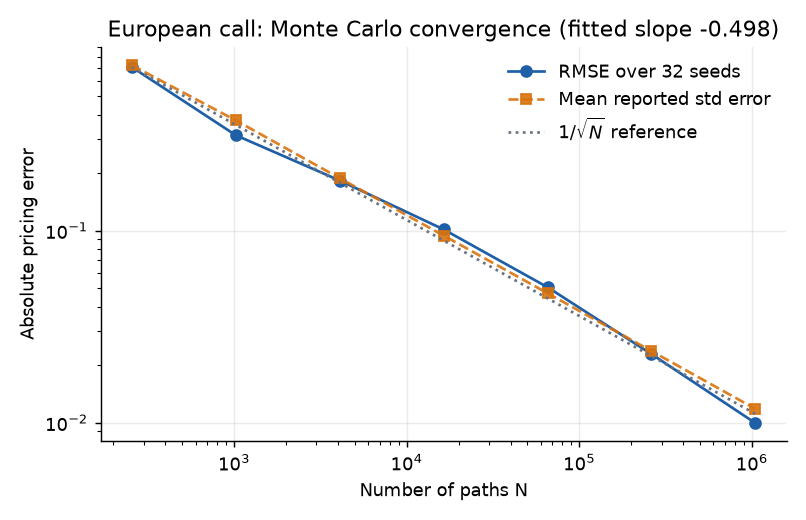 European call: Monte Carlo convergence (fitted slope -0.498)
RMSE over 32 seeds
Mean reported std error
1/√N reference
Absolute pricing error
10⁻¹
10⁻²
10³
10⁴
10⁵
10⁶
Number of paths N